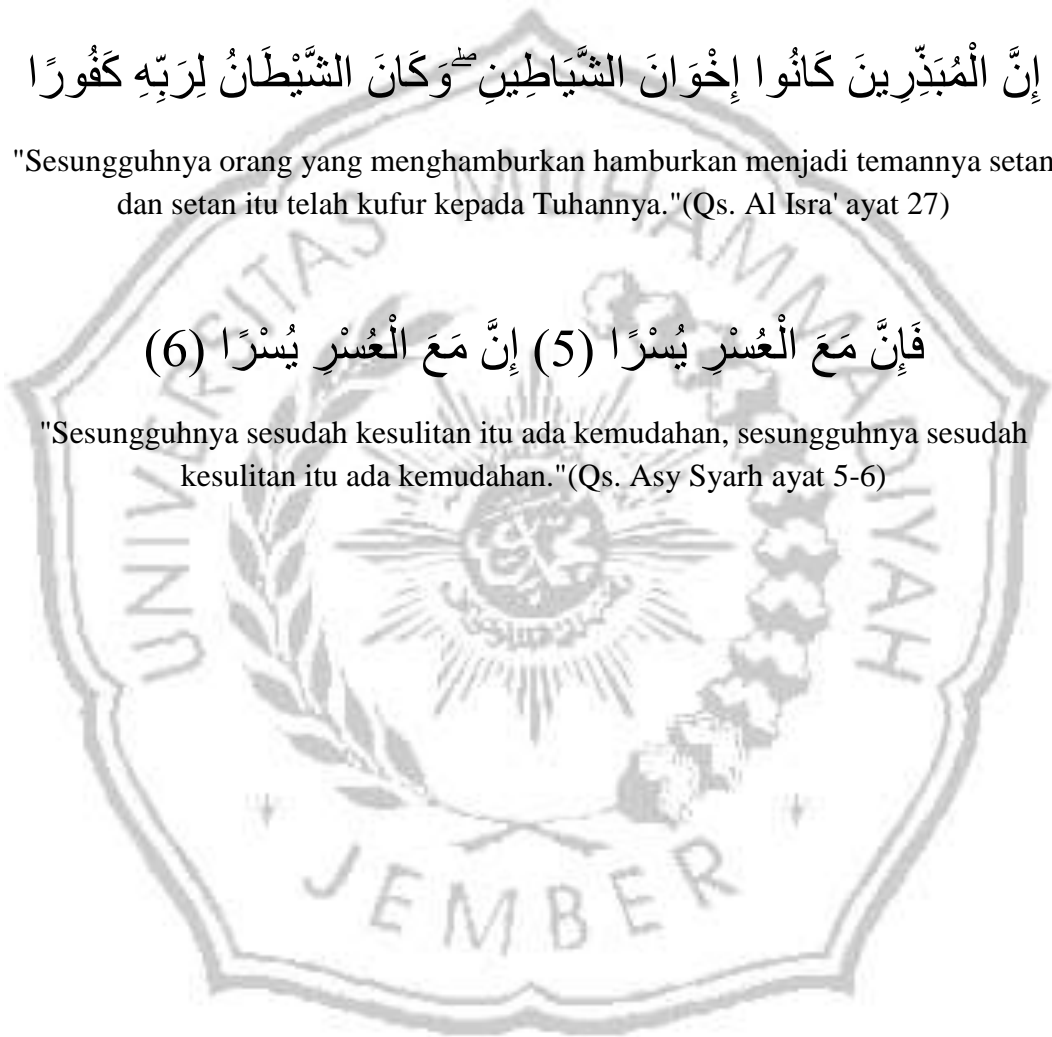 إِنَّ الْمُبَذِّرِينَ كَانُوا إِخْوَانَ الشَّيَاطِينِ ۖ وَكَانَ الشَّيْطَانُ لِرَبِّهِ كَفُورًا
"Sesungguhnya orang yang menghamburkan hamburkan menjadi temannya setan
dan setan itu telah kufur kepada Tuhannya."(Qs. Al Isra' ayat 27)
فَإِنَّ مَعَ الْعُسْرِ يُسْرًا (5) إِنَّ مَعَ الْعُسْرِ يُسْرًا (6)
"Sesungguhnya sesudah kesulitan itu ada kemudahan, sesungguhnya sesudah
kesulitan itu ada kemudahan."(Qs. Asy Syarh ayat 5-6)
UNIVERSITAS MUHAMMADIYAH
JEMBER